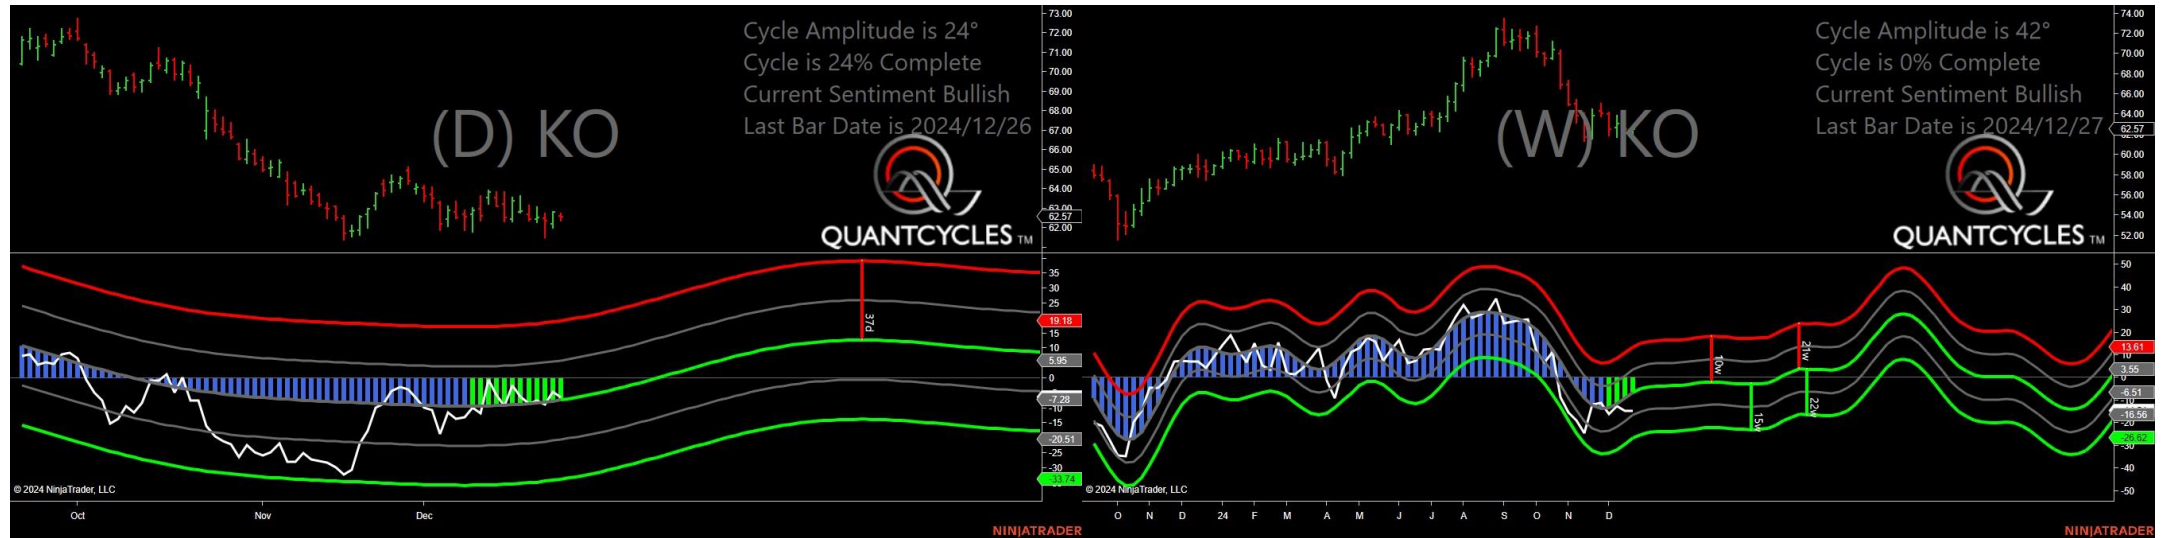 Cycle Amplitude is 24°
Cycle is 24% Complete
Current Sentiment Bullish
Last Bar Date is 2024/12/26
(D) KO
QUANTCYCLES TM
73.00
72.00
71.00
70.00
69.00
68.00
67.00
66.00
65.00
64.00
63.00
62.57
62.00
37d
35
30
25
19.18
15
10
5.95
0
-7.28
-10
-15
-20.51
-25
-30
-33.74
© 2024 NinjaTrader, LLC
Oct
Nov
Dec
NINJATRADER
Cycle Amplitude is 42°
Cycle is 0% Complete
Current Sentiment Bullish
Last Bar Date is 2024/12/27
(W) KO
QUANTCYCLES TM
74.00
72.00
70.00
68.00
66.00
64.00
62.57
60.00
58.00
56.00
54.00
52.00
10w
15w
21w
22w
50
40
30
20
13.61
10
3.55
0
-6.51
-16.56
-26.62
-30
-40
-50
© 2024 NinjaTrader, LLC
O N D 24 F M A M J J A S O N D
NINJATRADER